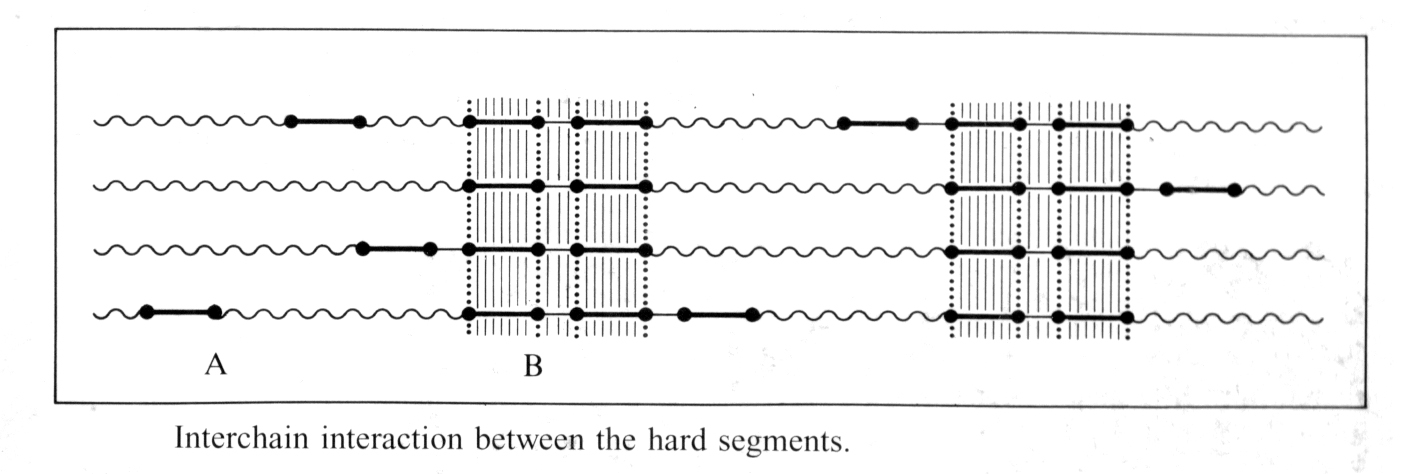 A B
Interchain interaction between the hard segments.